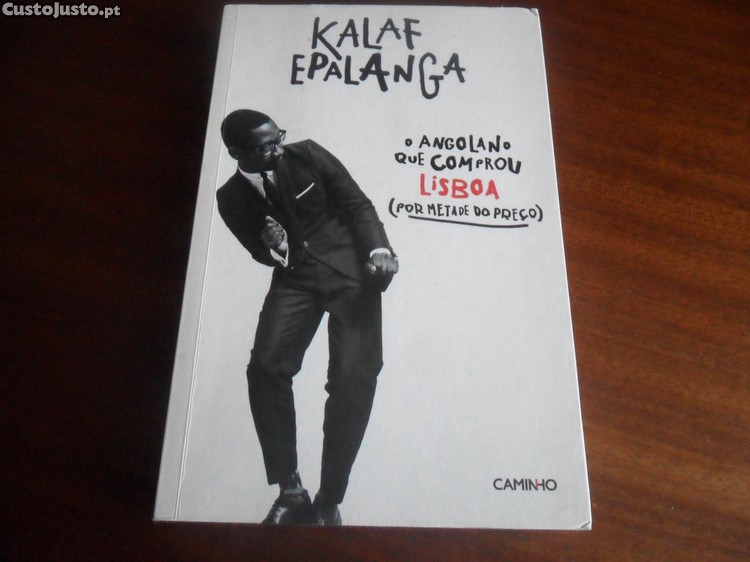 CustoJusto.pt
KALAF
EPALANGA
O ANGOLANO
QUE COMPROU
LiSBOA
(POR METADE DO PREÇO)
CAMINHO